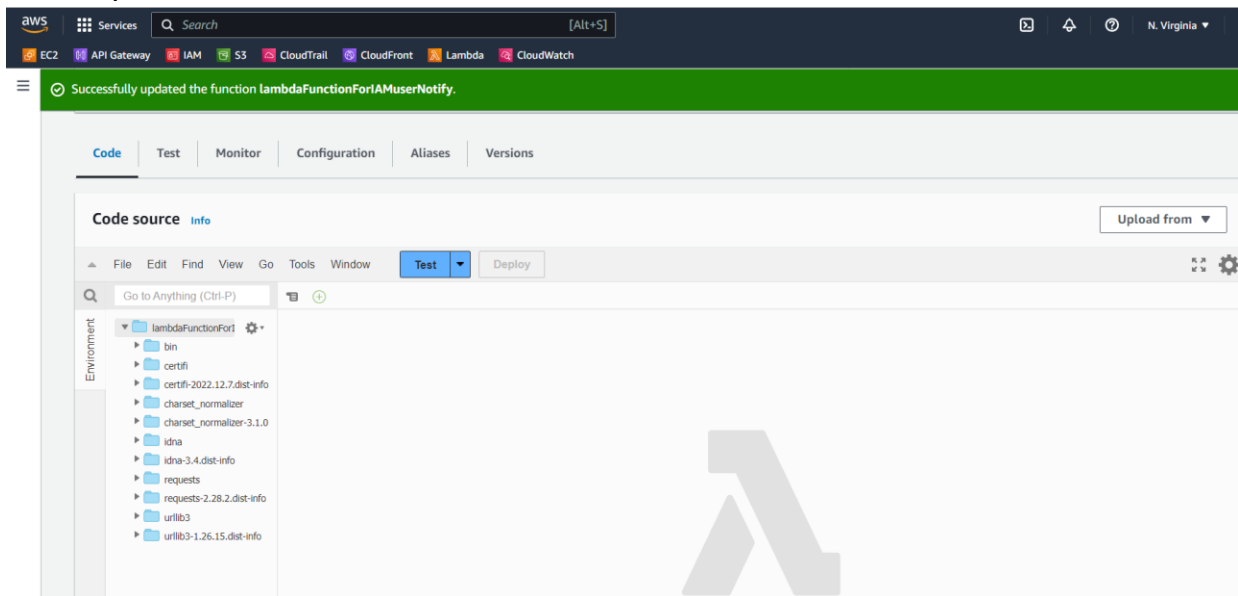 aws Services Search [Alt+S] N. Virginia
EC2 API Gateway IAM S3 CloudTrail CloudFront Lambda CloudWatch
Successfully updated the function lambdaFunctionForIAMuserNotify.
Code Test Monitor Configuration Aliases Versions
Code source Info Upload from
File Edit Find View Go Tools Window Test Deploy
Go to Anything (Ctrl-P)
Environment
lambdaFunctionForI
bin
certifi
certifi-2022.12.7.dist-info
charset_normalizer
charset_normalizer-3.1.0
idna
idna-3.4.dist-info
requests
requests-2.28.2.dist-info
urllib3
urllib3-1.26.15.dist-info